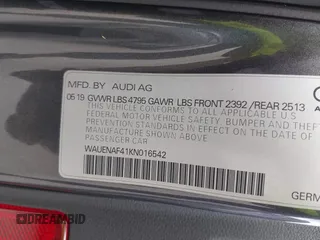 MFD. BY AUDI AG
05 19 GVWR LBS 4795 GAWR LBS FRONT 2392 / REAR 2513
THIS VEHICLE CONFORMS TO ALL APPLICABLE
U.S. FEDERAL MOTOR VEHICLE SAFETY, BUMPER AND THEFT
PREVENTION STANDARDS IN EFFECT ON THE DATE OF
MANUFACTURE SHOWN ABOVE.
PASSENGER CAR
WAUENAF41KN016542
GERM
DREAMBID